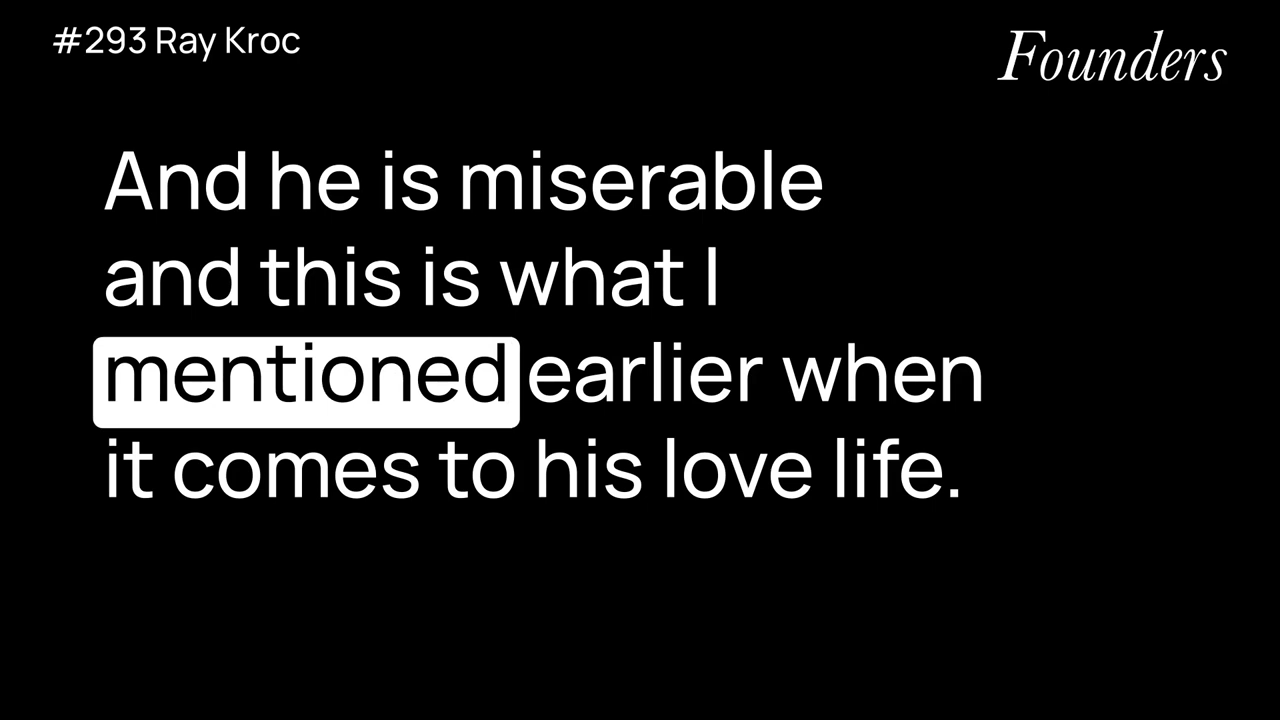 #293 Ray Kroc
Founders
And he is miserable
and this is what I
mentioned earlier when
it comes to his love life.